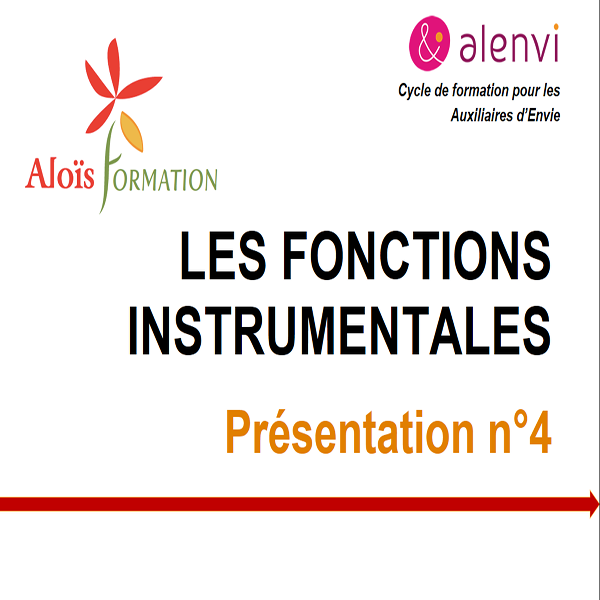 & alenvi
Cycle de formation pour les
Auxiliaires d'Envie
Aloïs FORMATION
LES FONCTIONS
INSTRUMENTALES
Présentation n°4